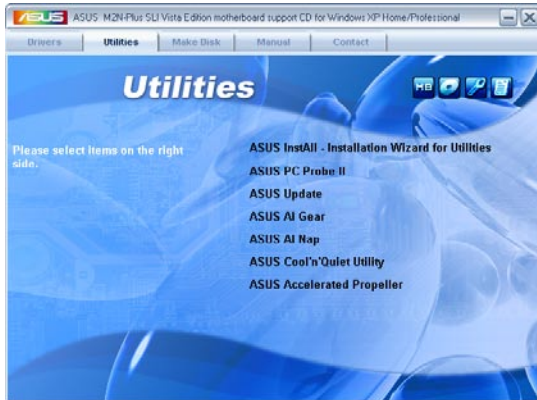 ASUS M2N-Plus SLI Vista Edition motherboard support CD for Windows XP Home/Professional
Drivers Utilities Make Disk Manual Contact
Utilities
MB
Please select items on the right
side.
ASUS InstAll - Installation Wizard for Utilities
ASUS PC Probe II
ASUS Update
ASUS AI Gear
ASUS AI Nap
ASUS Cool'n'Quiet Utility
ASUS Accelerated Propeller